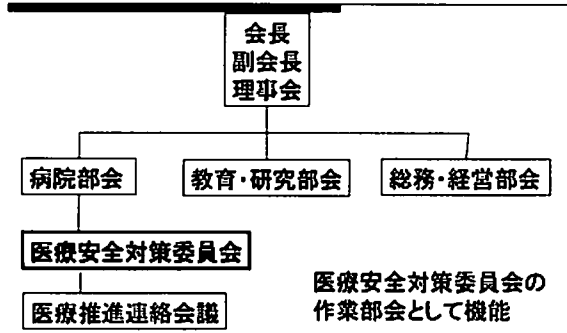 会長
副会長
理事会
病院部会
教育・研究部会
総務・経営部会
医療安全対策委員会
医療推進連絡会議
医療安全対策委員会の
作業部会として機能